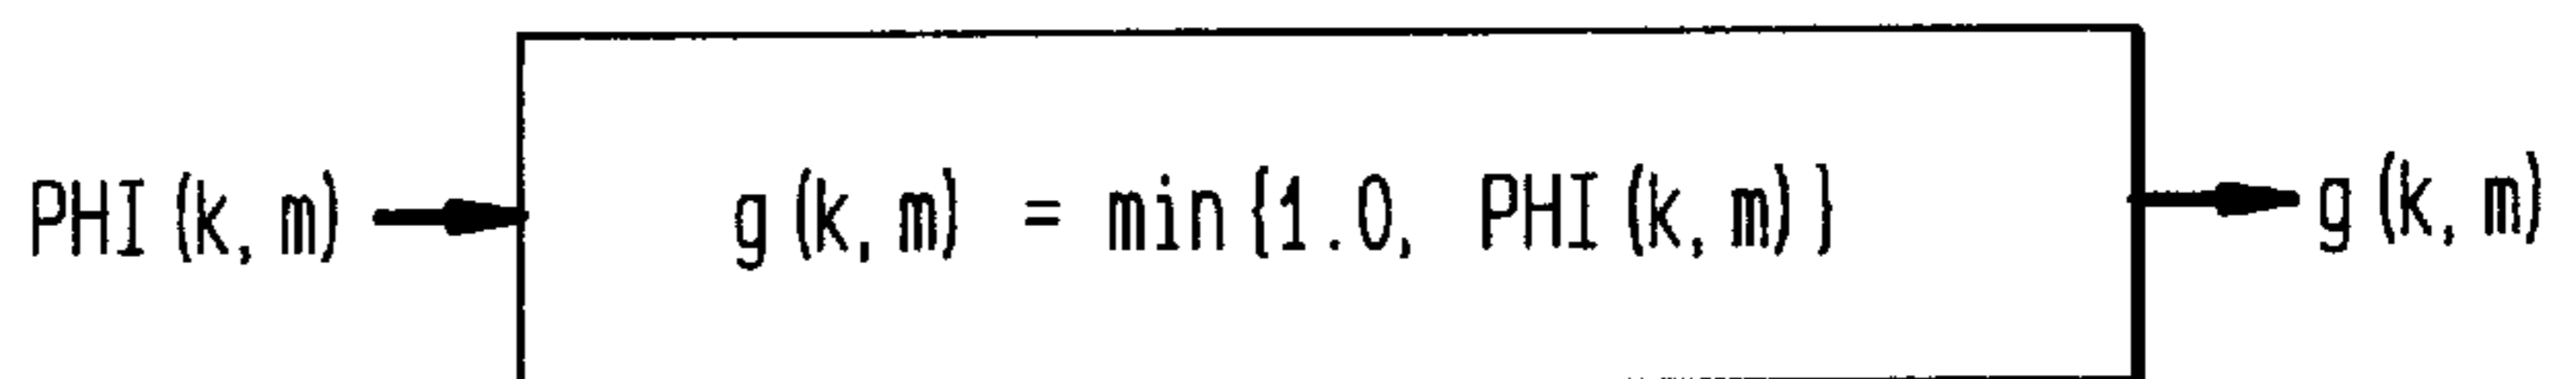 PHI(k,m) g(k,m) = min{1.0, PHI(k,m)} g(k,m)